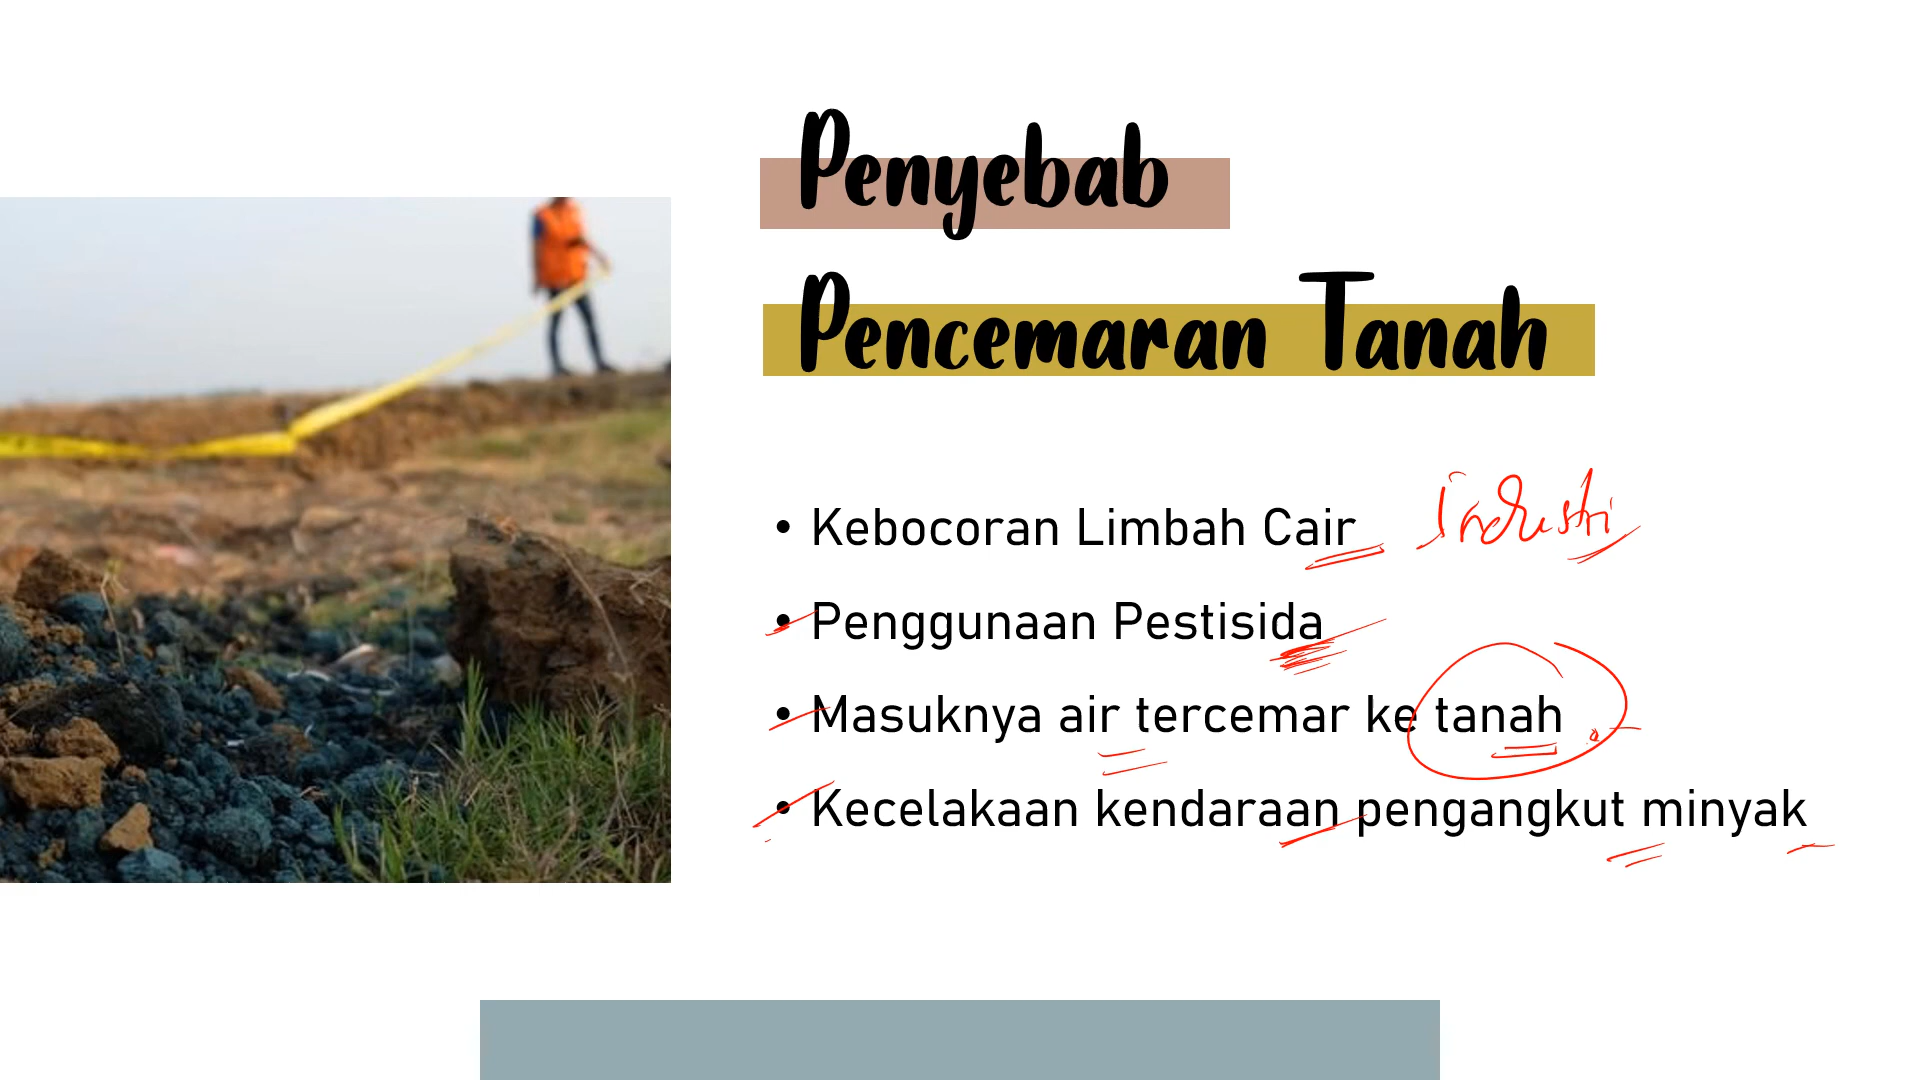 Penyebab
Pencemaran Tanah
• Kebocoran Limbah Cair Industri
• Penggunaan Pestisida
• Masuknya air tercemar ke tanah
• Kecelakaan kendaraan pengangkut minyak